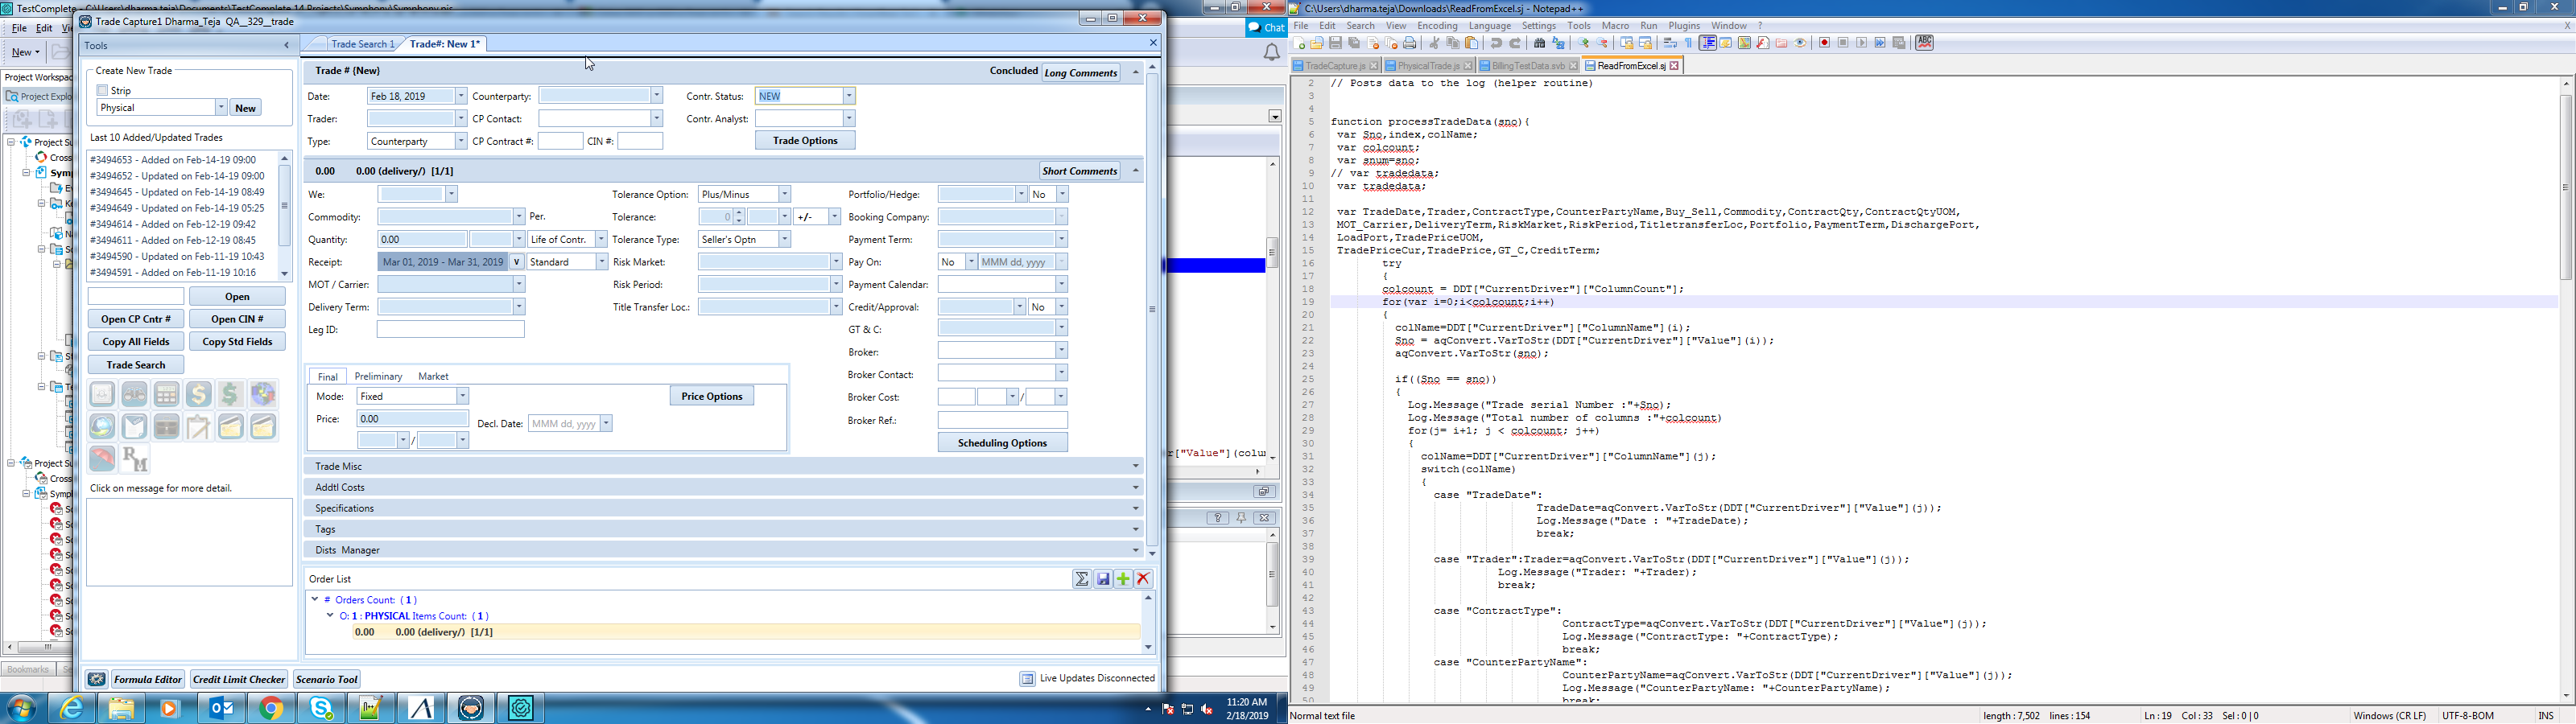 TestComplete - C:\Users\dharma.teja\Documents\TestComplete 14 Projects\Symphony\Symphony.pjs
File Edit
New
Project Workspac
Project Explo
Project Su
Cross
Symp
Project Su
Cross
Sympl
Bookmarks
Chat
r["Value"](colu
Trade Capture1 Dharma_Teja QA__329__trade
Tools
Create New Trade
Strip
Physical New
Last 10 Added/Updated Trades
#3494653 - Added on Feb-14-19 09:00
#3494652 - Updated on Feb-14-19 09:00
#3494645 - Updated on Feb-14-19 08:49
#3494649 - Updated on Feb-14-19 05:25
#3494614 - Added on Feb-12-19 09:42
#3494611 - Added on Feb-12-19 08:45
#3494590 - Updated on Feb-11-19 10:43
#3494591 - Added on Feb-11-19 10:16
Open
Open CP Cntr # Open CIN #
Copy All Fields Copy Std Fields
Trade Search
RM
Click on message for more detail.
Trade Search 1 Trade#: New 1*
Trade # {New} Concluded Long Comments
Date: Feb 18, 2019 Counterparty: Contr. Status: NEW
Trader: CP Contact: Contr. Analyst:
Type: Counterparty CP Contract #: CIN #: Trade Options
0.00 0.00 (delivery/) [1/1] Short Comments
We: Tolerance Option: Plus/Minus Portfolio/Hedge: No
Commodity: Per. Tolerance: 0 +/- Booking Company:
Quantity: 0.00 Life of Contr. Tolerance Type: Seller's Optn Payment Term:
Receipt: Mar 01, 2019 - Mar 31, 2019 v Standard Risk Market: Pay On: No MMM dd, yyyy
MOT / Carrier: Risk Period: Payment Calendar:
Delivery Term: Title Transfer Loc.: Credit/Approval: No
Leg ID: GT & C:
Broker:
Final Preliminary Market Broker Contact:
Mode: Fixed Price Options Broker Cost: /
Price: 0.00 Decl. Date: MMM dd, yyyy Broker Ref.:
/ Scheduling Options
Trade Misc
Addtl Costs
Specifications
Tags
Dists Manager
Order List
# Orders Count: ( 1 )
O: 1 : PHYSICAL Items Count: ( 1 )
0.00 0.00 (delivery/) [1/1]
Formula Editor Credit Limit Checker Scenario Tool Live Updates Disconnected
11:20 AM
2/18/2019
C:\Users\dharma.teja\Downloads\ReadFromExcel.sj - Notepad++
File Edit Search View Encoding Language Settings Tools Macro Run Plugins Window ? X
TradeCapture.js PhysicalTrade.js BillingTestData.svb ReadFromExcel.sj
2 // Posts data to the log (helper routine)
3
4
5 function processTradeData(sno){
6 var Sno,index,colName;
7 var colcount;
8 var snum=sno;
9 // var tradedata;
10 var tradedata;
11
12 var TradeDate,Trader,ContractType,CounterPartyName,Buy_Sell,Commodity,ContractQty,ContractQtyUOM,
13 MOT_Carrier,DeliveryTerm,RiskMarket,RiskPeriod,TitletransferLoc,Portfolio,PaymentTerm,DischargePort,
14 LoadPort,TradePriceUOM,
15 TradePriceCur,TradePrice,GT_C,CreditTerm;
16 try
17 {
18 colcount = DDT["CurrentDriver"]["ColumnCount"];
19 for(var i=0;i<colcount;i++)
20 {
21 colName=DDT["CurrentDriver"]["ColumnName"](i);
22 Sno = aqConvert.VarToStr(DDT["CurrentDriver"]["Value"](i));
23 aqConvert.VarToStr(sno);
24
25 if((Sno == sno))
26 {
27 Log.Message("Trade serial Number :"+Sno);
28 Log.Message("Total number of columns :"+colcount)
29 for(j= i+1; j < colcount; j++)
30 {
31 colName=DDT["CurrentDriver"]["ColumnName"](j);
32 switch(colName)
33 {
34 case "TradeDate":
35 TradeDate=aqConvert.VarToStr(DDT["CurrentDriver"]["Value"](j));
36 Log.Message("Date : "+TradeDate);
37 break;
38
39 case "Trader":Trader=aqConvert.VarToStr(DDT["CurrentDriver"]["Value"](j));
40 Log.Message("Trader: "+Trader);
41 break;
42
43 case "ContractType":
44 ContractType=aqConvert.VarToStr(DDT["CurrentDriver"]["Value"](j));
45 Log.Message("ContractType: "+ContractType);
46 break;
47 case "CounterPartyName":
48 CounterPartyName=aqConvert.VarToStr(DDT["CurrentDriver"]["Value"](j));
49 Log.Message("CounterPartyName: "+CounterPartyName);
50 break;
Normal text file length : 7,502 lines : 154 Ln : 19 Col : 33 Sel : 0 | 0 Windows (CR LF) UTF-8-BOM INS